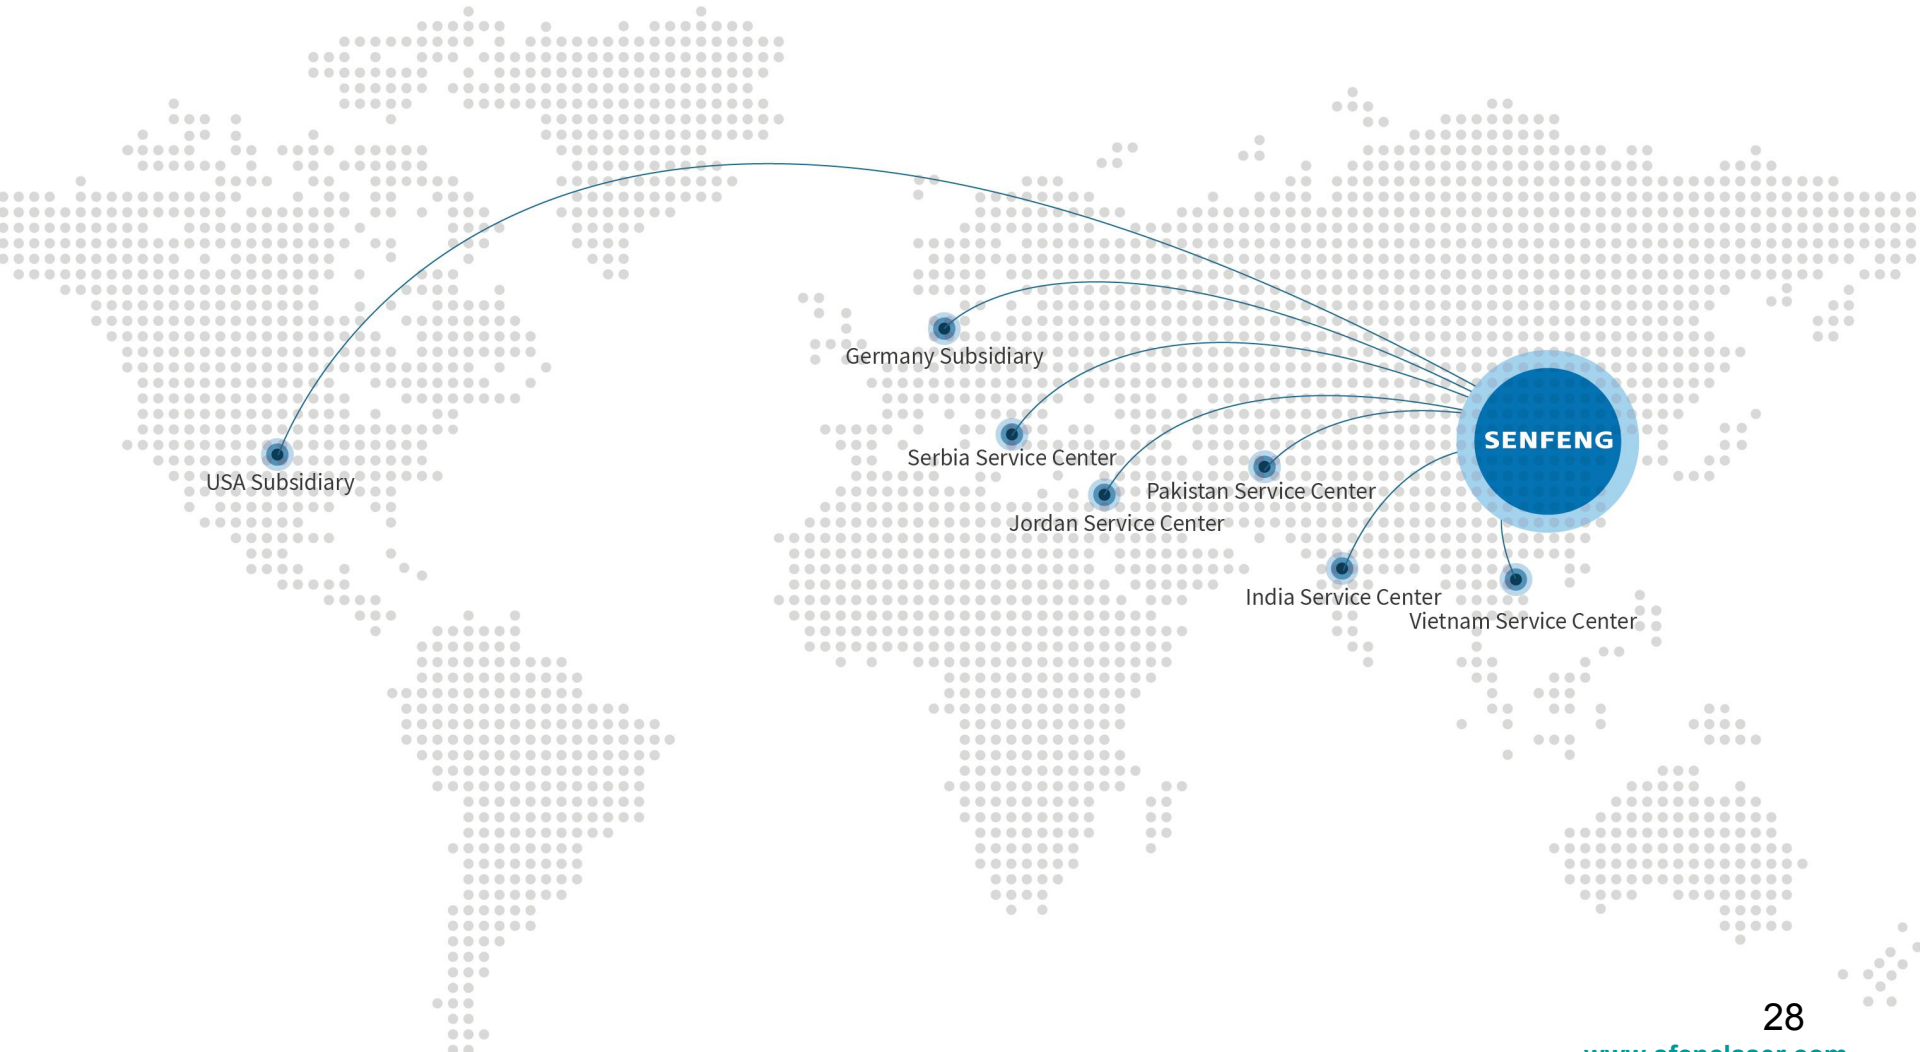 Germany Subsidiary
SENFENG
Serbia Service Center
USA Subsidiary
Pakistan Service Center
Jordan Service Center
India Service Center
Vietnam Service Center
28